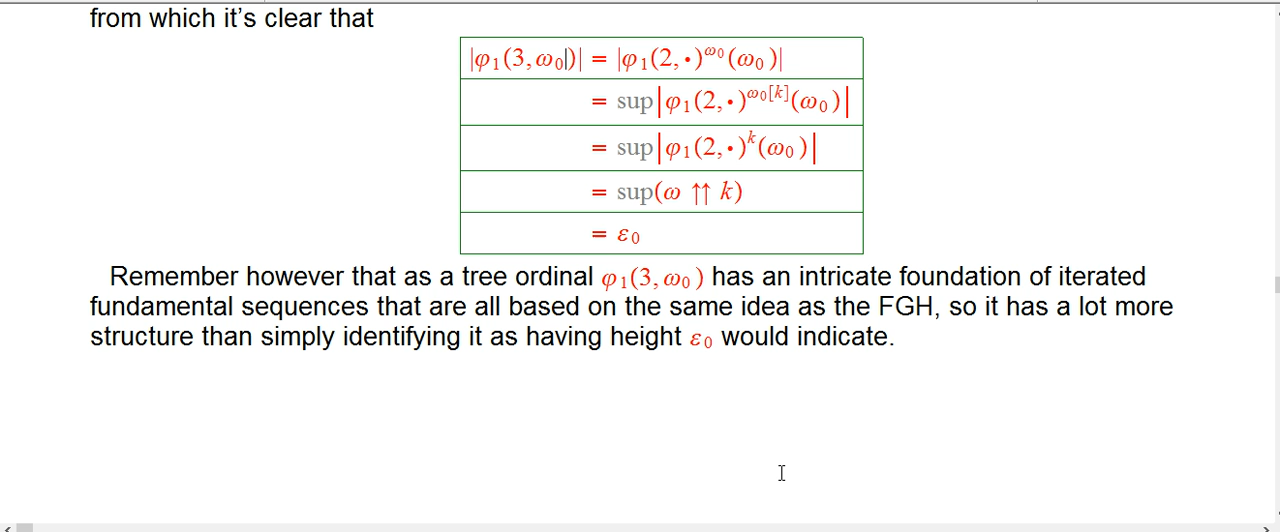 from which it’s clear that
|φ₁(3, ω₀)| = |φ₁(2, •)^ω₀(ω₀)|
= sup|φ₁(2, •)^ω₀[k](ω₀)|
= sup|φ₁(2, •)^k(ω₀)|
= sup(ω ↑↑ k)
= ε₀
Remember however that as a tree ordinal φ₁(3, ω₀) has an intricate foundation of iterated
fundamental sequences that are all based on the same idea as the FGH, so it has a lot more
structure than simply identifying it as having height ε₀ would indicate.